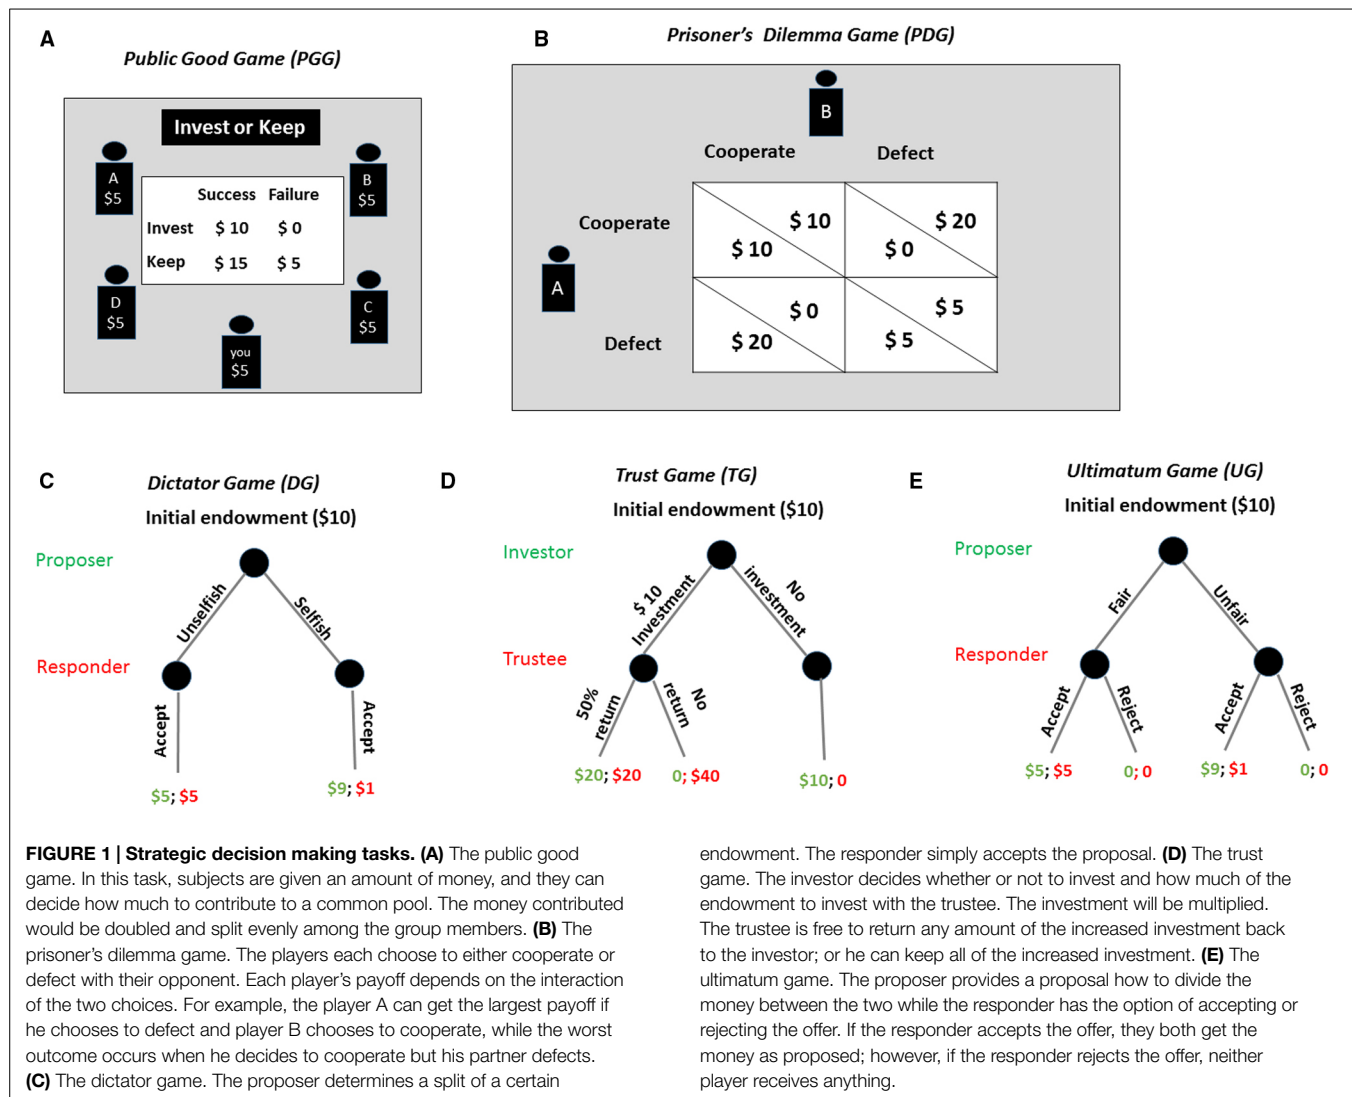 A
Public Good Game (PGG)
Invest or Keep
A
$5
B
$5
Success Failure
Invest $ 10 $ 0
Keep $ 15 $ 5
D
$5
C
$5
you
$5
B
Prisoner's Dilemma Game (PDG)
B
Cooperate Defect
Cooperate
$ 10
$ 10
$ 20
$ 0
A
Defect
$ 0
$ 20
$ 5
$ 5
C
Dictator Game (DG)
Initial endowment ($10)
Proposer
Unselfish
Selfish
Responder
Accept
Accept
$5; $5
$9; $1
D
Trust Game (TG)
Initial endowment ($10)
Investor
$ 10
Investment
No
investment
Trustee
50%
return
No
return
$20; $20
0; $40
$10; 0
E
Ultimatum Game (UG)
Initial endowment ($10)
Proposer
Fair
Unfair
Responder
Accept
Reject
Accept
Reject
$5; $5
0; 0
$9; $1
0; 0
FIGURE 1 | Strategic decision making tasks. (A) The public good
game. In this task, subjects are given an amount of money, and they can
decide how much to contribute to a common pool. The money contributed
would be doubled and split evenly among the group members. (B) The
prisoner's dilemma game. The players each choose to either cooperate or
defect with their opponent. Each player's payoff depends on the interaction
of the two choices. For example, the player A can get the largest payoff if
he chooses to defect and player B chooses to cooperate, while the worst
outcome occurs when he decides to cooperate but his partner defects.
(C) The dictator game. The proposer determines a split of a certain
endowment. The responder simply accepts the proposal. (D) The trust
game. The investor decides whether or not to invest and how much of the
endowment to invest with the trustee. The investment will be multiplied.
The trustee is free to return any amount of the increased investment back
to the investor; or he can keep all of the increased investment. (E) The
ultimatum game. The proposer provides a proposal how to divide the
money between the two while the responder has the option of accepting or
rejecting the offer. If the responder accepts the offer, they both get the
money as proposed; however, if the responder rejects the offer, neither
player receives anything.